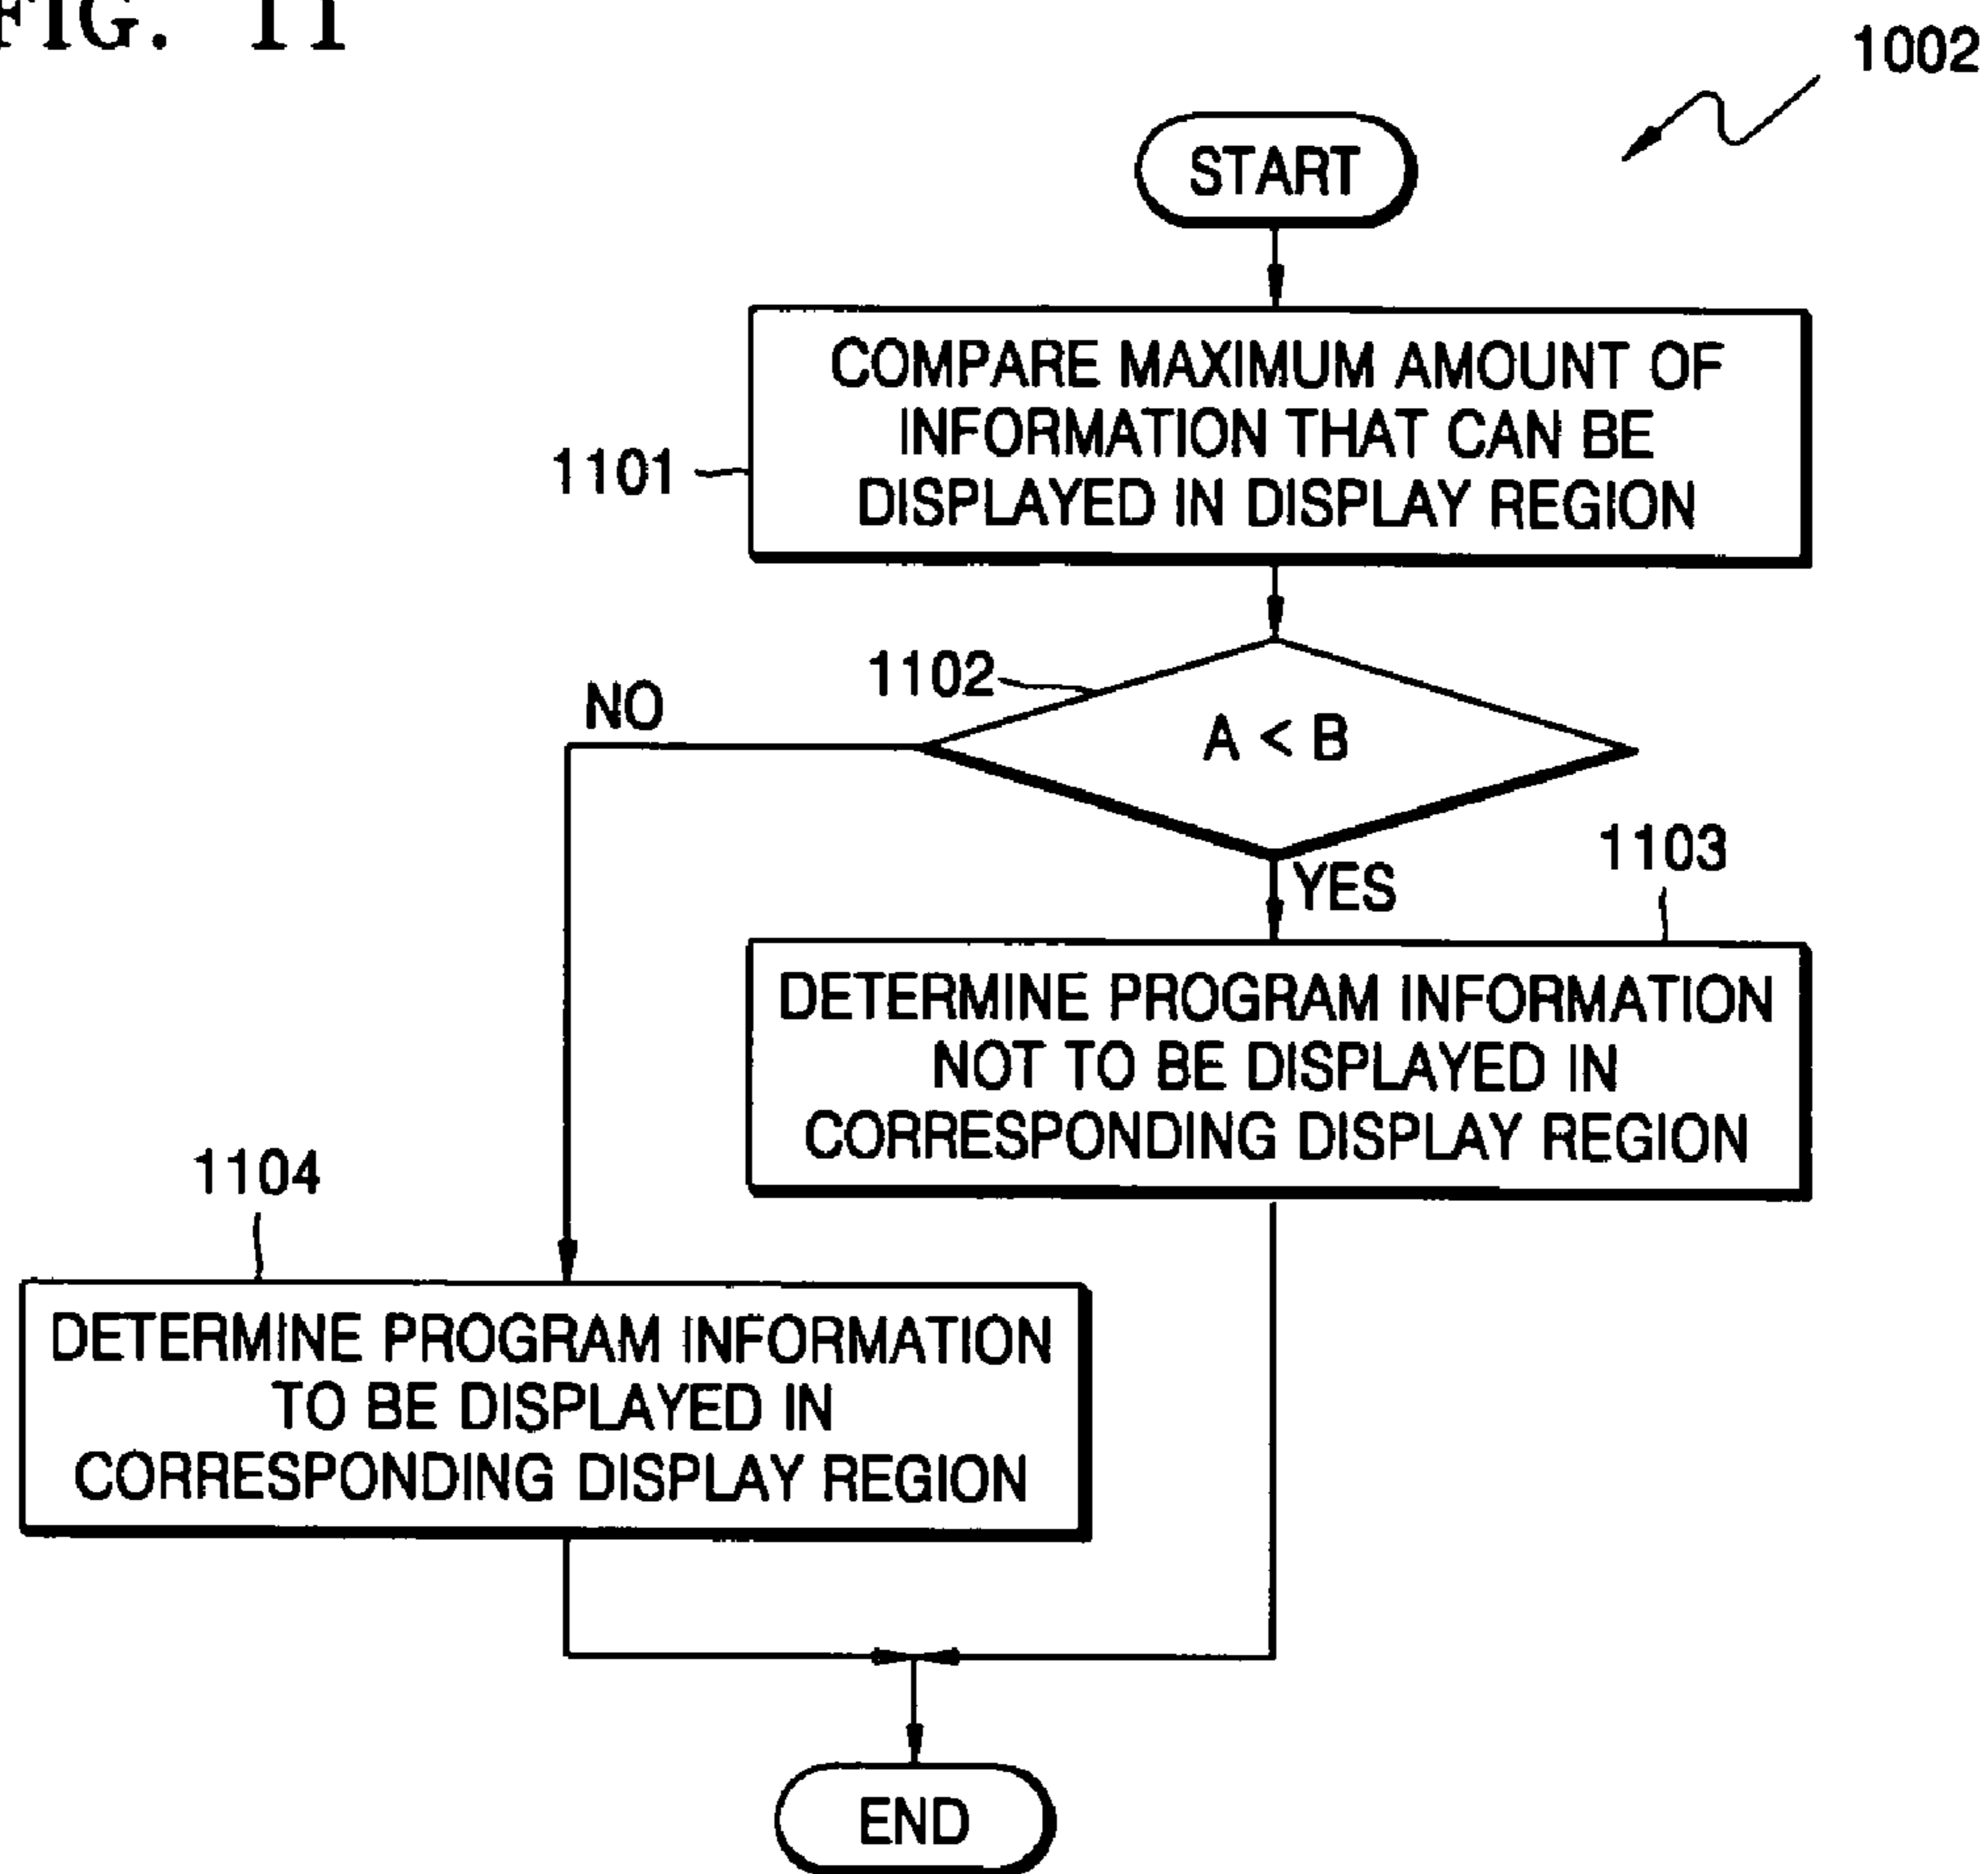 FIG. 11
1002
START
1101
COMPARE MAXIMUM AMOUNT OF
INFORMATION THAT CAN BE
DISPLAYED IN DISPLAY REGION
1102
NO
A < B
YES
1103
DETERMINE PROGRAM INFORMATION
NOT TO BE DISPLAYED IN
CORRESPONDING DISPLAY REGION
1104
DETERMINE PROGRAM INFORMATION
TO BE DISPLAYED IN
CORRESPONDING DISPLAY REGION
END